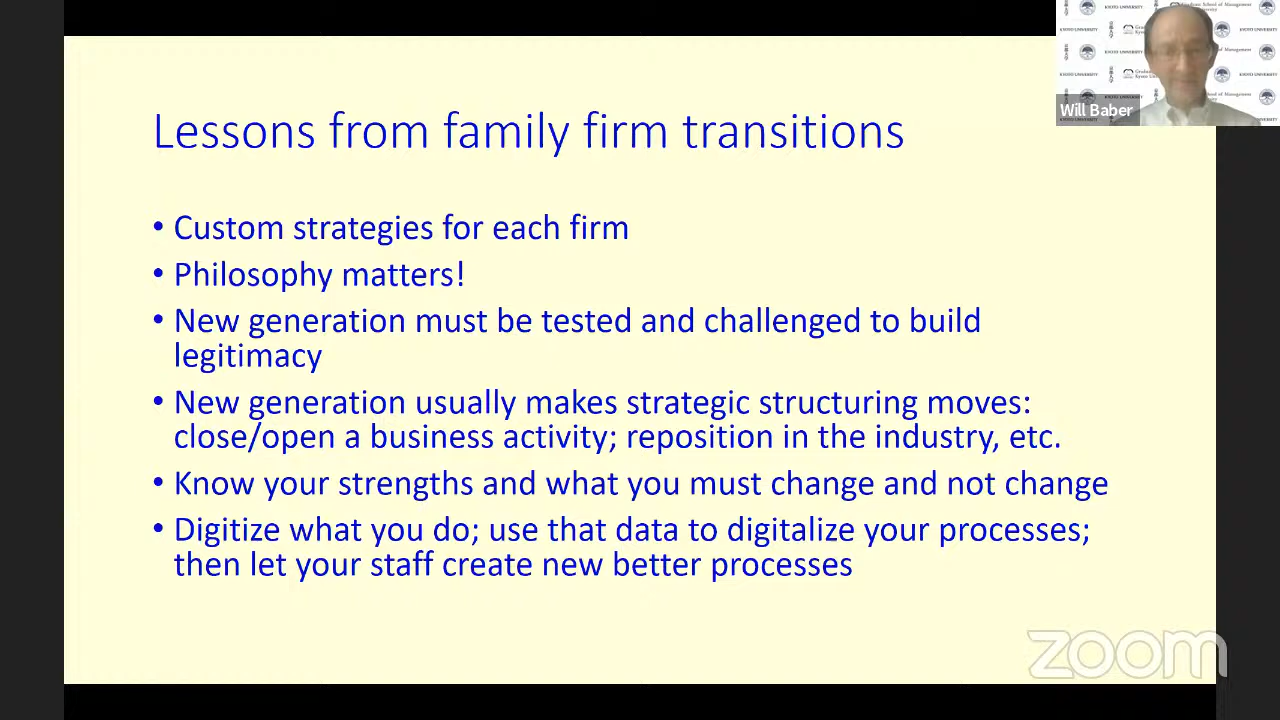 Lessons from family firm transitions
• Custom strategies for each firm
• Philosophy matters!
• New generation must be tested and challenged to build
legitimacy
• New generation usually makes strategic structuring moves:
close/open a business activity; reposition in the industry, etc.
• Know your strengths and what you must change and not change
• Digitize what you do; use that data to digitalize your processes;
then let your staff create new better processes
Will Baber
KYOTO UNIVERSITY
zoom